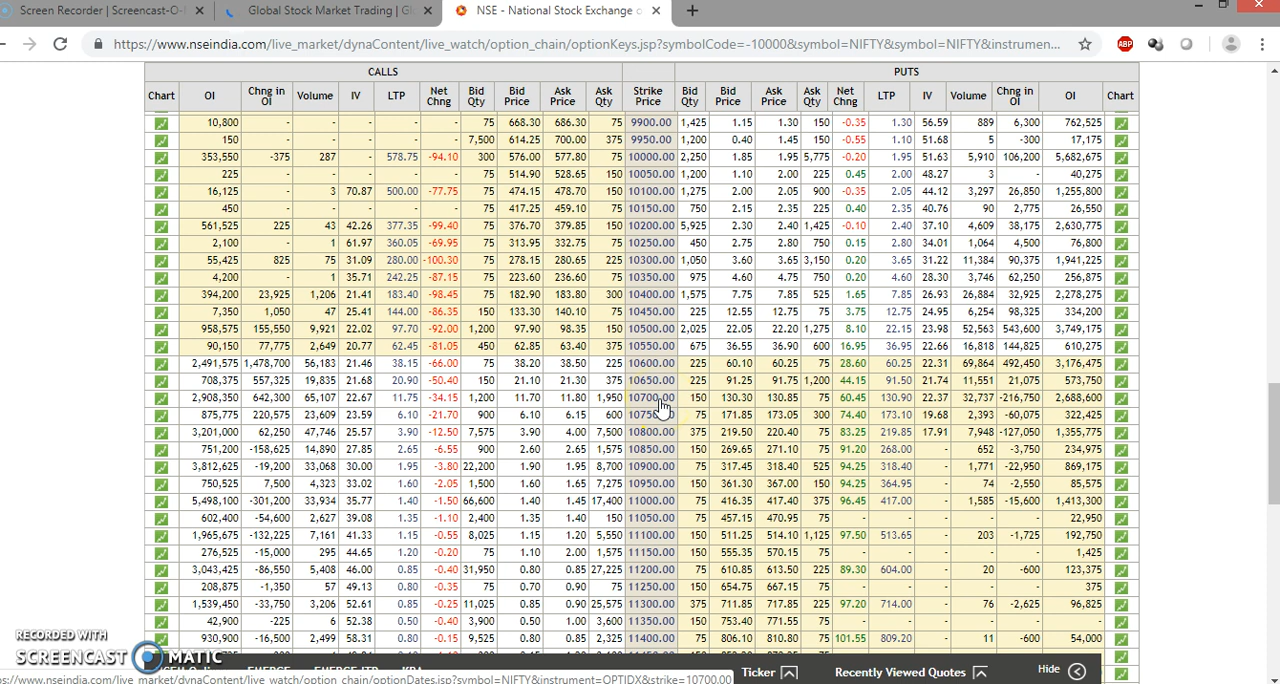 Screen Recorder | Screencast-O-
Global Stock Market Trading | Gl
NSE - National Stock Exchange o
https://www.nseindia.com/live_market/dynaContent/live_watch/option_chain/optionKeys.jsp?symbolCode=-10000&symbol=NIFTY&symbol=NIFTY&instrumen...
ABP
CALLS PUTS
Chart OI Chng in OI Volume IV LTP Net Chng Bid Qty Bid Price Ask Price Ask Qty Strike Price Bid Qty Bid Price Ask Price Ask Qty Net Chng LTP IV Volume Chng in OI OI Chart
10,800 - - - - - 75 668.30 686.30 75 9900.00 1,425 1.15 1.30 150 -0.35 1.30 56.59 889 6,300 762,525
150 - - - - - 7,500 614.25 700.00 375 9950.00 1,200 0.40 1.45 150 -0.55 1.10 51.68 5 -300 17,175
353,550 -375 287 - 578.75 -94.10 300 576.00 577.80 75 10000.00 2,250 1.85 1.95 5,775 -0.20 1.95 51.63 5,910 106,200 5,682,675
225 - - - - - 75 514.90 528.65 150 10050.00 1,200 1.10 2.00 225 0.45 2.00 48.27 3 - 40,275
16,125 - 3 70.87 500.00 -77.75 75 474.15 478.70 150 10100.00 1,275 2.00 2.05 900 -0.35 2.05 44.12 3,297 26,850 1,255,800
450 - - - - - 75 417.25 459.10 75 10150.00 750 2.15 2.35 225 0.40 2.35 40.76 90 2,775 26,550
561,525 225 43 42.26 377.35 -99.40 75 376.70 379.85 150 10200.00 5,925 2.30 2.40 1,425 -0.10 2.40 37.10 4,609 38,175 2,630,775
2,100 - 1 61.97 360.05 -69.95 75 313.95 332.75 75 10250.00 450 2.75 2.80 750 0.15 2.80 34.01 1,064 4,500 76,800
55,425 825 75 31.09 280.00 -100.30 75 278.15 280.65 225 10300.00 1,050 3.60 3.65 3,150 0.20 3.65 31.22 11,384 90,375 1,941,225
4,200 - 1 35.71 242.25 -87.15 75 223.60 236.60 75 10350.00 975 4.60 4.75 750 0.20 4.60 28.30 3,746 62,250 256,875
394,200 23,925 1,206 21.41 183.40 -98.45 75 182.90 183.80 300 10400.00 1,575 7.75 7.85 525 1.65 7.85 26.93 26,884 32,925 2,278,275
7,350 1,050 47 25.41 144.00 -86.35 150 133.30 140.10 75 10450.00 225 12.55 12.75 75 3.75 12.75 24.95 6,254 98,325 334,200
958,575 155,550 9,921 22.02 97.70 -92.00 1,200 97.90 98.35 150 10500.00 2,025 22.05 22.20 1,275 8.10 22.15 23.98 52,563 543,600 3,749,175
90,150 77,775 2,649 20.77 62.45 -81.05 450 62.85 63.40 375 10550.00 675 36.55 36.90 600 16.95 36.95 22.66 16,818 144,825 610,275
2,491,575 1,478,700 56,183 21.46 38.15 -66.00 75 38.20 38.50 225 10600.00 225 60.10 60.25 75 28.60 60.25 22.31 69,864 492,450 3,176,475
708,375 557,325 19,835 21.68 20.90 -50.40 150 21.10 21.30 375 10650.00 225 91.25 91.75 1,200 44.15 91.50 21.74 11,551 21,075 573,750
2,908,350 642,300 65,107 22.67 11.75 -34.15 1,200 11.70 11.80 1,950 10700.00 150 130.30 130.85 75 60.45 130.90 22.37 32,737 -216,750 2,688,600
875,775 220,575 23,609 23.59 6.10 -21.70 900 6.10 6.15 600 10750.00 75 171.85 173.05 300 74.40 173.10 19.68 2,393 -60,075 322,425
3,201,000 62,250 47,746 25.57 3.90 -12.50 7,575 3.90 4.00 7,500 10800.00 375 219.50 220.40 75 83.25 219.85 17.91 7,948 -127,050 1,355,775
751,200 -158,625 14,890 27.85 2.65 -6.55 900 2.60 2.65 1,575 10850.00 150 269.65 271.10 75 91.20 268.00 - 652 -3,750 234,975
3,812,625 -19,200 33,068 30.00 1.95 -3.80 22,200 1.90 1.95 8,700 10900.00 75 317.45 318.40 525 94.25 318.40 - 1,771 -22,950 869,175
750,525 7,500 4,323 33.02 1.60 -2.05 1,500 1.60 1.65 7,275 10950.00 150 361.30 367.00 150 94.25 364.95 - 74 -2,550 85,575
5,498,100 -301,200 33,934 35.77 1.40 -1.50 66,600 1.40 1.45 17,400 11000.00 75 416.35 417.40 375 96.45 417.00 - 1,585 -15,600 1,413,300
602,400 -54,600 2,627 39.08 1.35 -1.10 2,400 1.35 1.40 150 11050.00 75 457.15 470.95 75 - - - - - 22,950
1,965,675 -132,225 7,161 41.33 1.15 -0.55 8,025 1.15 1.20 5,550 11100.00 75 511.25 514.10 1,125 97.50 513.65 - 203 -1,725 192,750
276,525 -15,000 295 44.65 1.20 -0.20 75 1.10 2.00 1,575 11150.00 75 555.35 570.15 75 - - - - - 1,425
3,043,425 -86,550 5,408 46.00 0.85 -0.40 31,950 0.80 0.85 27,225 11200.00 75 610.85 613.50 225 89.30 604.00 - 20 -600 123,375
208,875 -1,350 57 49.13 0.80 -0.35 75 0.70 0.90 75 11250.00 150 654.75 667.15 75 - - - - - 375
1,539,450 -33,750 3,206 52.61 0.85 -0.25 11,025 0.85 0.90 25,575 11300.00 375 711.85 717.85 225 97.20 714.00 - 76 -2,625 96,825
42,900 -225 6 52.38 0.50 -0.40 3,900 0.50 1.00 3,600 11350.00 150 753.40 771.55 75 - - - - - -
930,900 -16,500 2,499 58.31 0.80 -0.15 9,525 0.80 0.85 2,325 11400.00 75 806.10 810.80 75 101.55 809.20 - 11 -600 54,000
RECORDED WITH
SCREENCAST MATIC
Ticker Recently Viewed Quotes Hide
s://www.nseindia.com/live_market/dynaContent/live_watch/option_chain/optionDates.jsp?symbol=NIFTY&instrument=OPTIDX&strike=10700.00